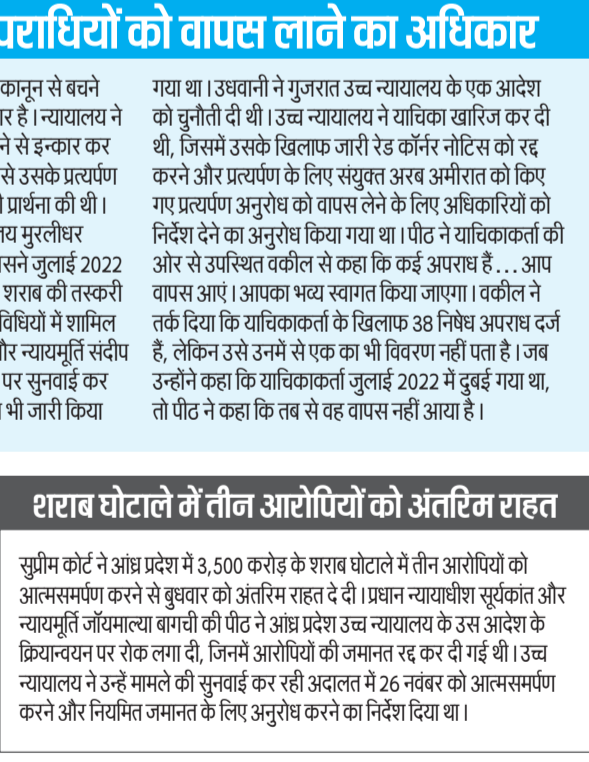 पराधियों को वापस लाने का अधिकार
कानून से बचने
र है। न्यायालय ने
ने से इन्कार कर
से उसके प्रत्यर्पण
प्रार्थना की थी।
य मुरलीधर
सने जुलाई 2022
शराब की तस्करी
विधियों में शामिल
र न्यायमूर्ति संदीप
पर सुनवाई कर
भी जारी किया
गया था। उधवानी ने गुजरात उच्च न्यायालय के एक आदेश
को चुनौती दी थी। उच्च न्यायालय ने याचिका खारिज कर दी
थी, जिसमें उसके खिलाफ जारी रेड कॉर्नर नोटिस को रद्द
करने और प्रत्यर्पण के लिए संयुक्त अरब अमीरात को किए
गए प्रत्यर्पण अनुरोध को वापस लेने के लिए अधिकारियों को
निर्देश देने का अनुरोध किया गया था। पीठ ने याचिकाकर्ता की
ओर से उपस्थित वकील से कहा कि कई अपराध हैं... आप
वापस आएं। आपका भव्य स्वागत किया जाएगा। वकील ने
तर्क दिया कि याचिकाकर्ता के खिलाफ 38 निषेध अपराध दर्ज
हैं, लेकिन उसे उनमें से एक का भी विवरण नहीं पता है। जब
उन्होंने कहा कि याचिकाकर्ता जुलाई 2022 में दुबई गया था,
तो पीठ ने कहा कि तब से वह वापस नहीं आया है।
शराब घोटाले में तीन आरोपियों को अंतरिम राहत
सुप्रीम कोर्ट ने आंध्र प्रदेश में 3,500 करोड़ के शराब घोटाले में तीन आरोपियों को
आत्मसमर्पण करने से बुधवार को अंतरिम राहत दे दी। प्रधान न्यायाधीश सूर्यकांत और
न्यायमूर्ति जॉयमाल्या बागची की पीठ ने आंध्र प्रदेश उच्च न्यायालय के उस आदेश के
क्रियान्वयन पर रोक लगा दी, जिनमें आरोपियों की जमानत रद्द कर दी गई थी। उच्च
न्यायालय ने उन्हें मामले की सुनवाई कर रही अदालत में 26 नवंबर को आत्मसमर्पण
करने और नियमित जमानत के लिए अनुरोध करने का निर्देश दिया था।